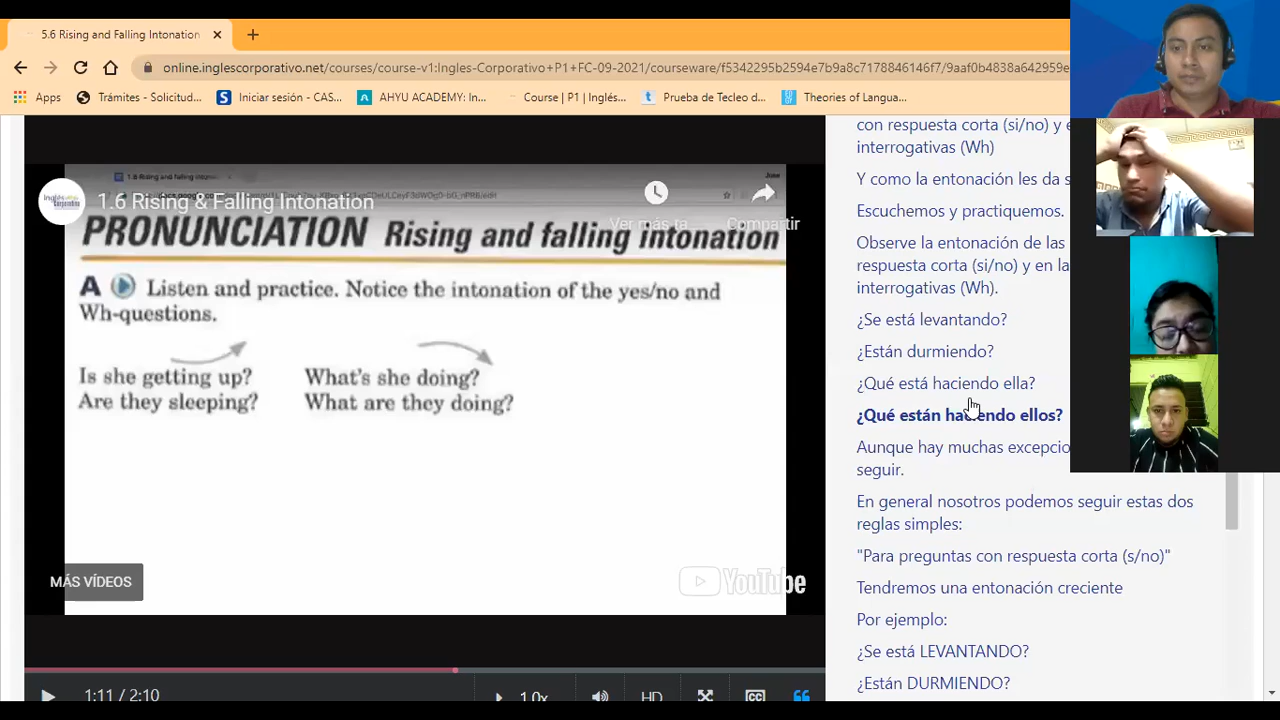 5.6 Rising and Falling Intonation
online.inglescorporativo.net/courses/course-v1:Ingles-Corporativo+P1+FC-09-2021/courseware/f5342295b2594e7b9a8c7178846146f7/9aaf0b4838a642959e
Apps
Trámites - Solicitud...
Iniciar sesión - CAS...
AHYU ACADEMY: In...
Course | P1 | Inglés...
Prueba de Tecleo d...
Theories of Langua...
1.6 Rising & Falling Intonation
Ver más ta
Compartir
PRONUNCIATION Rising and falling intonation
A Listen and practice. Notice the intonation of the yes/no and
Wh-questions.
Is she getting up? What's she doing?
Are they sleeping? What are they doing?
MÁS VÍDEOS
YouTube
1:11 / 2:10
1.0x
HD
CC
con respuesta corta (si/no) y e
interrogativas (Wh)
Y como la entonación les da s
Escuchemos y practiquemos.
Observe la entonación de las
respuesta corta (si/no) y en la
interrogativas (Wh).
¿Se está levantando?
¿Están durmiendo?
¿Qué está haciendo ella?
¿Qué están haciendo ellos?
Aunque hay muchas excepcio
seguir.
En general nosotros podemos seguir estas dos
reglas simples:
"Para preguntas con respuesta corta (s/no)"
Tendremos una entonación creciente
Por ejemplo:
¿Se está LEVANTANDO?
¿Están DURMIENDO?